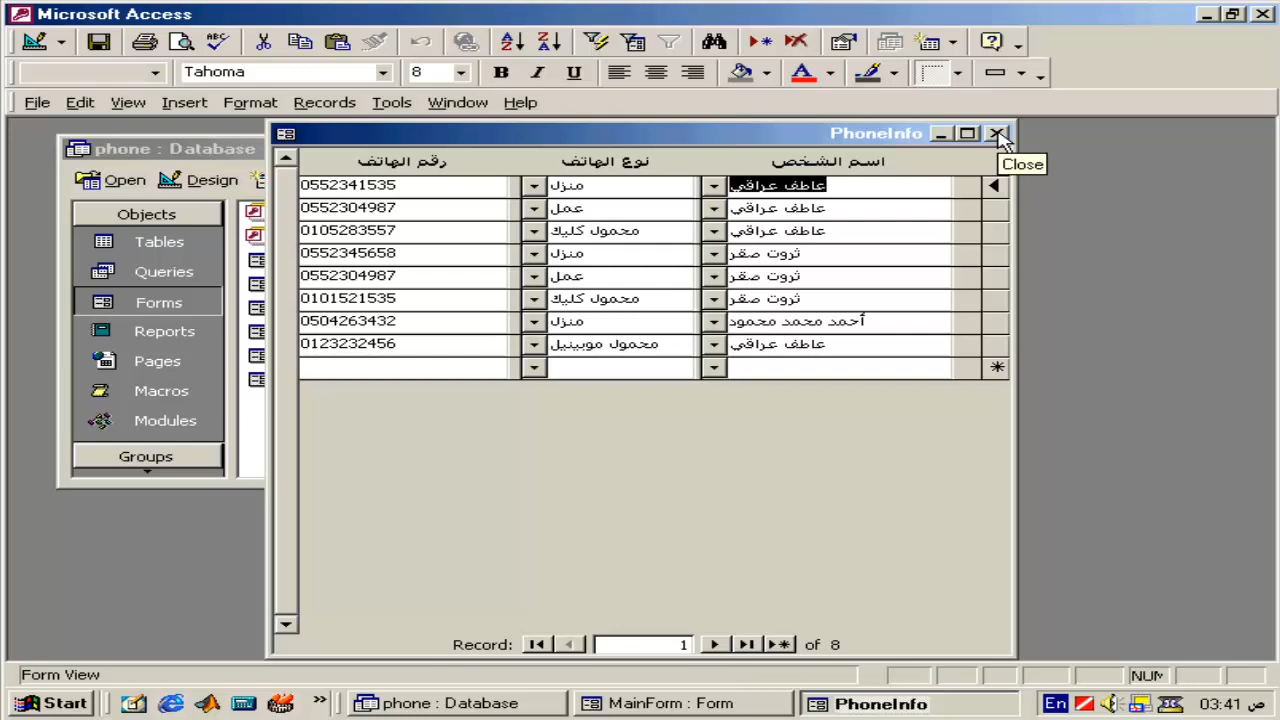 Microsoft Access
Tahoma 8 B I U
File Edit View Insert Format Records Tools Window Help
phone : Database
Open Design
Objects
Tables
Queries
Forms
Reports
Pages
Macros
Modules
Groups
PhoneInfo
Close
اسم الشخص نوع الهاتف رقم الهاتف
عاطف عراقي منزل 0552341535
عاطف عراقي عمل 0552304987
عاطف عراقي محمول كليك 0105283557
ثروت صقر منزل 0552345658
ثروت صقر عمل 0552304987
ثروت صقر محمول كليك 0101521535
أحمد محمد محمود منزل 0504263432
عاطف عراقي محمول موبينيل 0123232456
Record: 1 of 8
Form View NUM
Start » phone : Database MainForm : Form PhoneInfo En 03:41 ص